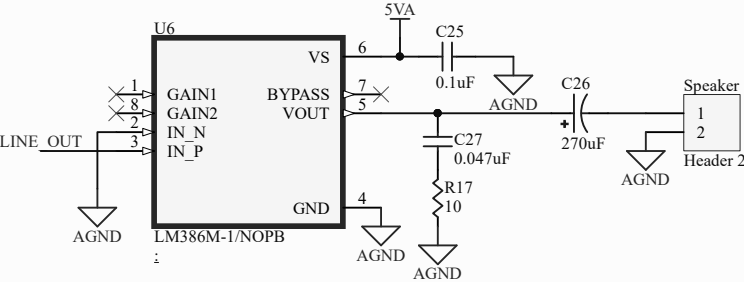 5VA
U6
C25
VS
6
0.1uF
AGND
1
GAIN1
8
GAIN2
2
IN_N
LINE_OUT
3
IN_P
BYPASS
7
VOUT
5
C26
270uF
+
Speaker
1
2
Header 2
AGND
C27
0.047uF
R17
10
AGND
GND
4
AGND
AGND
LM386M-1/NOPB
: